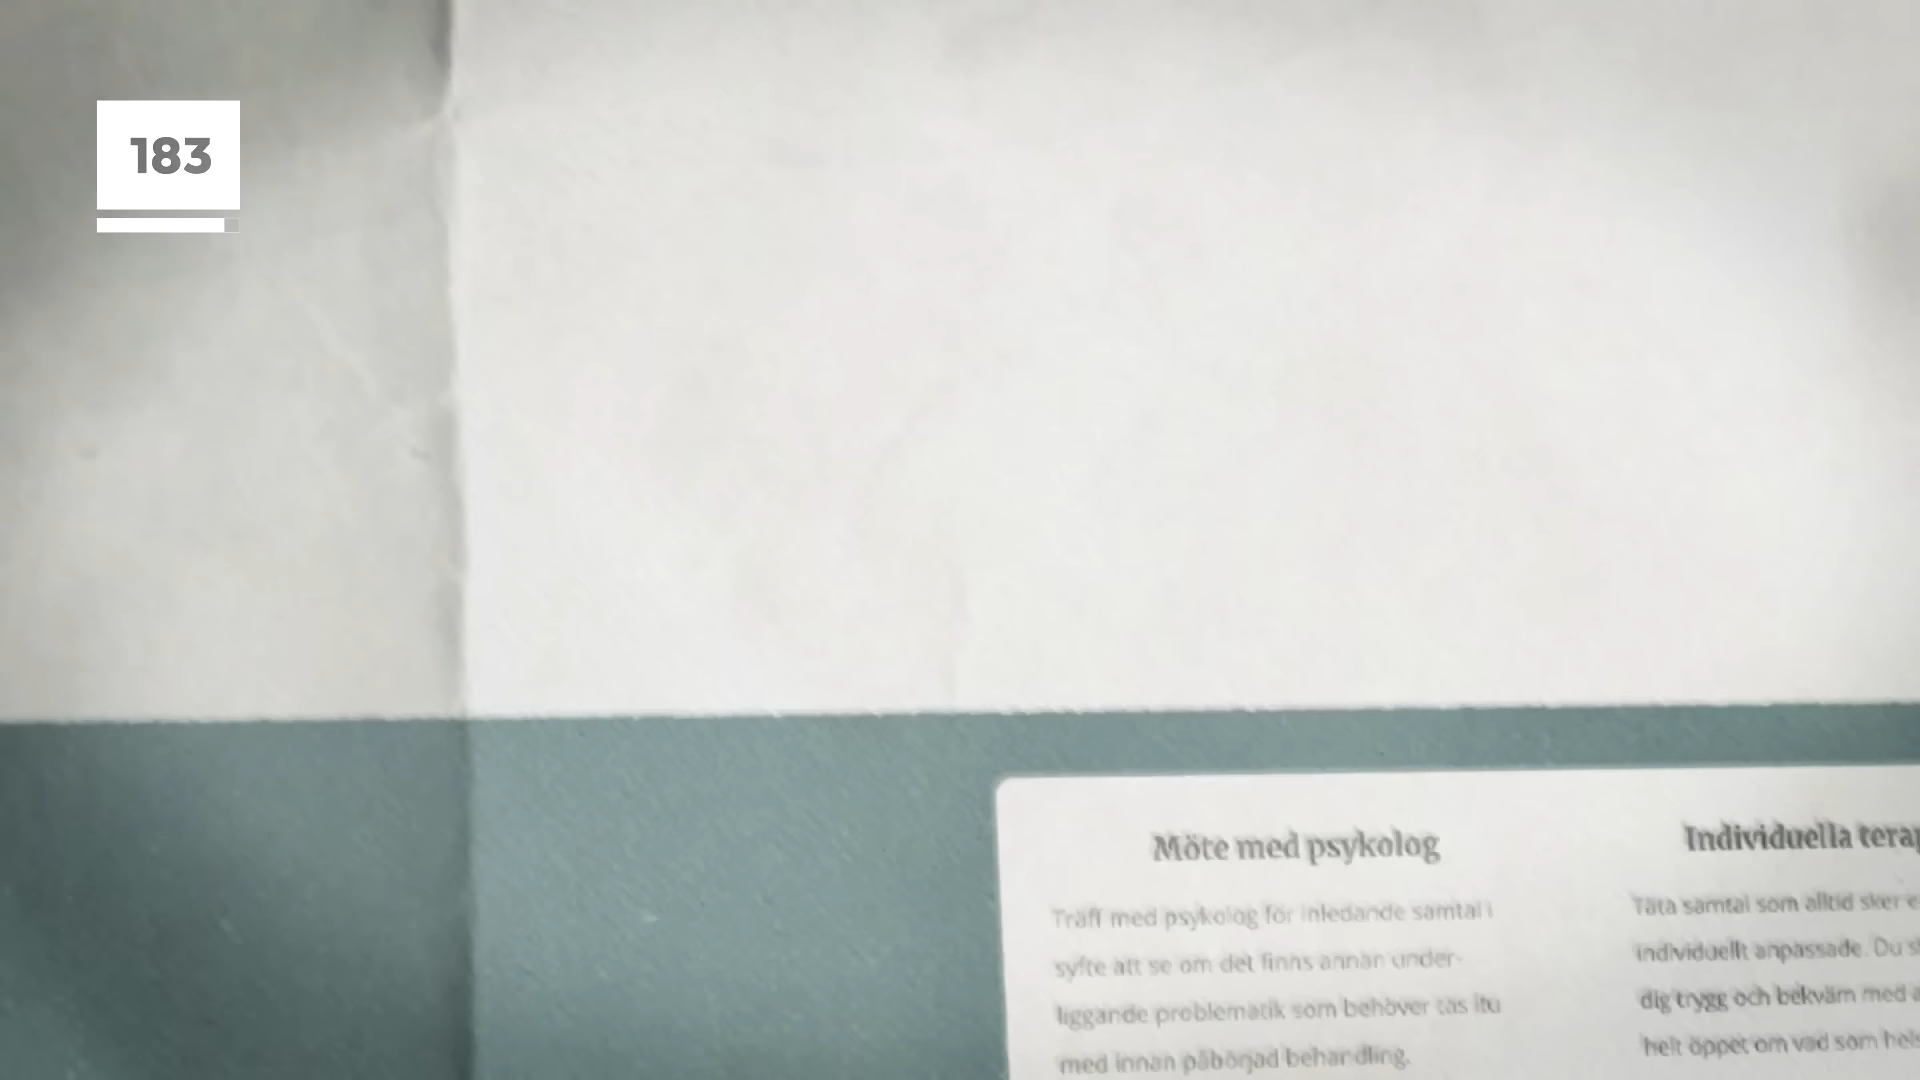 183
Möte med psykolog
Träff med psykolog för inledande samtal i
syfte att se om det finns annan under-
liggande problematik som behöver tas itu
med innan påbörjad behandling.
Individuella terap
Täta samtal som alltid sker e
individuellt anpassade. Du s
dig trygg och bekväm med a
helt öppet om vad som hels